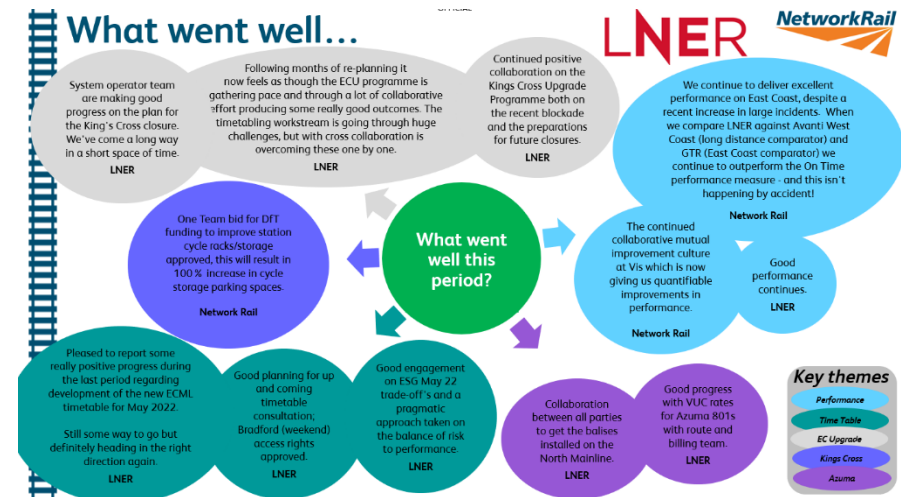 What went well...
LNER
NetworkRail
System operator team
are making good
progress on the plan for
the King's Cross closure.
We've come a long way
in a short space of time.
LNER
Following months of re-planning it
now feels as though the ECU programme is
gathering pace and through a lot of collaborative
effort producing some really good outcomes. The
timetabling workstream is going through huge
challenges, but with cross collaboration is
overcoming these one by one.
LNER
Continued positive
collaboration on the
Kings Cross Upgrade
Programme both on
the recent blockade
and the preparations
for future closures.
LNER
We continue to deliver excellent
performance on East Coast, despite a
recent increase in large incidents. When
we compare LNER against Avanti West
Coast (long distance comparator) and
GTR (East Coast comparator) we
continue to outperform the On Time
performance measure - and this isn't
happening by accident!
Network Rail
One Team bid for DfT
funding to improve station
cycle racks/storage
approved, this will result in
100% increase in cycle
storage parking spaces.
Network Rail
What went
well this
period?
The continued
collaborative mutual
improvement culture
at Vis which is now
giving us quantifiable
improvements in
performance.
Network Rail
Good
performance
continues.
LNER
Pleased to report some
really positive progress during
the last period regarding
development of the new ECML
timetable for May 2022.
Still some way to go but
definitely heading in the right
direction again.
LNER
Good planning for up
and coming
timetable
consultation;
Bradford (weekend)
access rights
approved.
LNER
Good engagement
on ESG May 22
trade-off's and a
pragmatic
approach taken on
the balance of risk
to performance.
LNER
Collaboration
between all parties
to get the balises
installed on the
North Mainline.
LNER
Good progress
with VUC rates
for Azuma 801s
with route and
billing team.
LNER
Key themes
Performance
Time Table
EC Upgrade
Kings Cross
Azuma